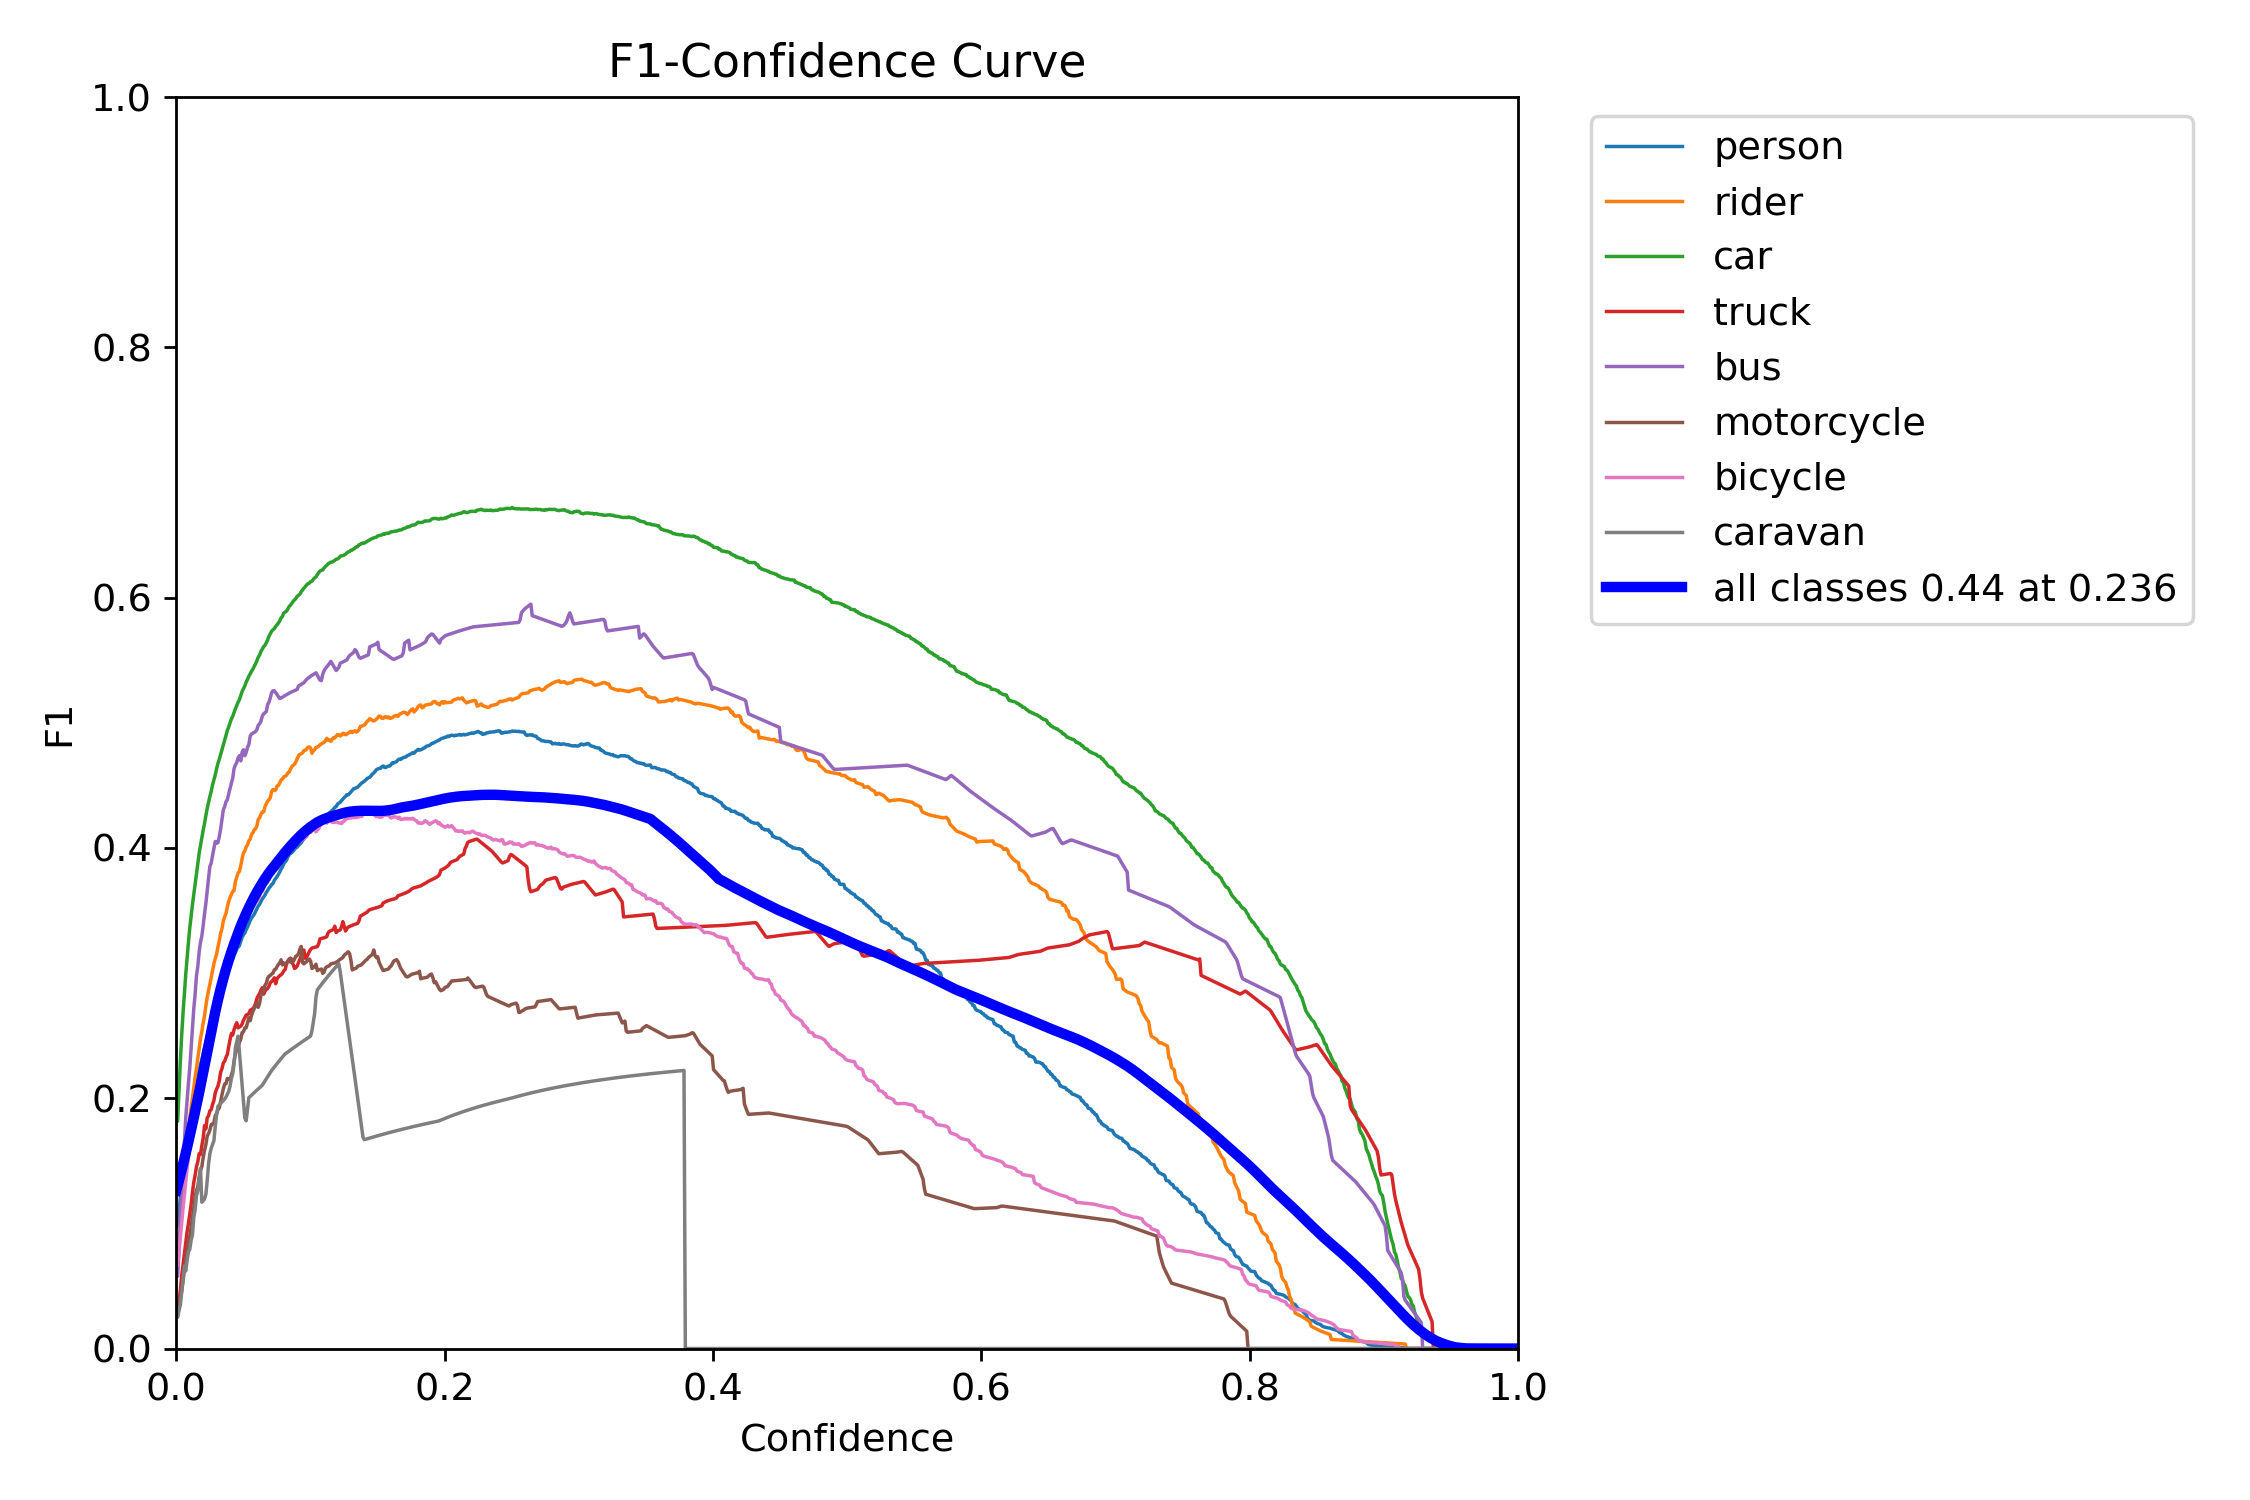 F1-Confidence Curve
1.0
0.8
0.6
0.4
0.2
0.0
F1
0.0 0.2 0.4 0.6 0.8 1.0
Confidence
person
rider
car
truck
bus
motorcycle
bicycle
caravan
all classes 0.44 at 0.236